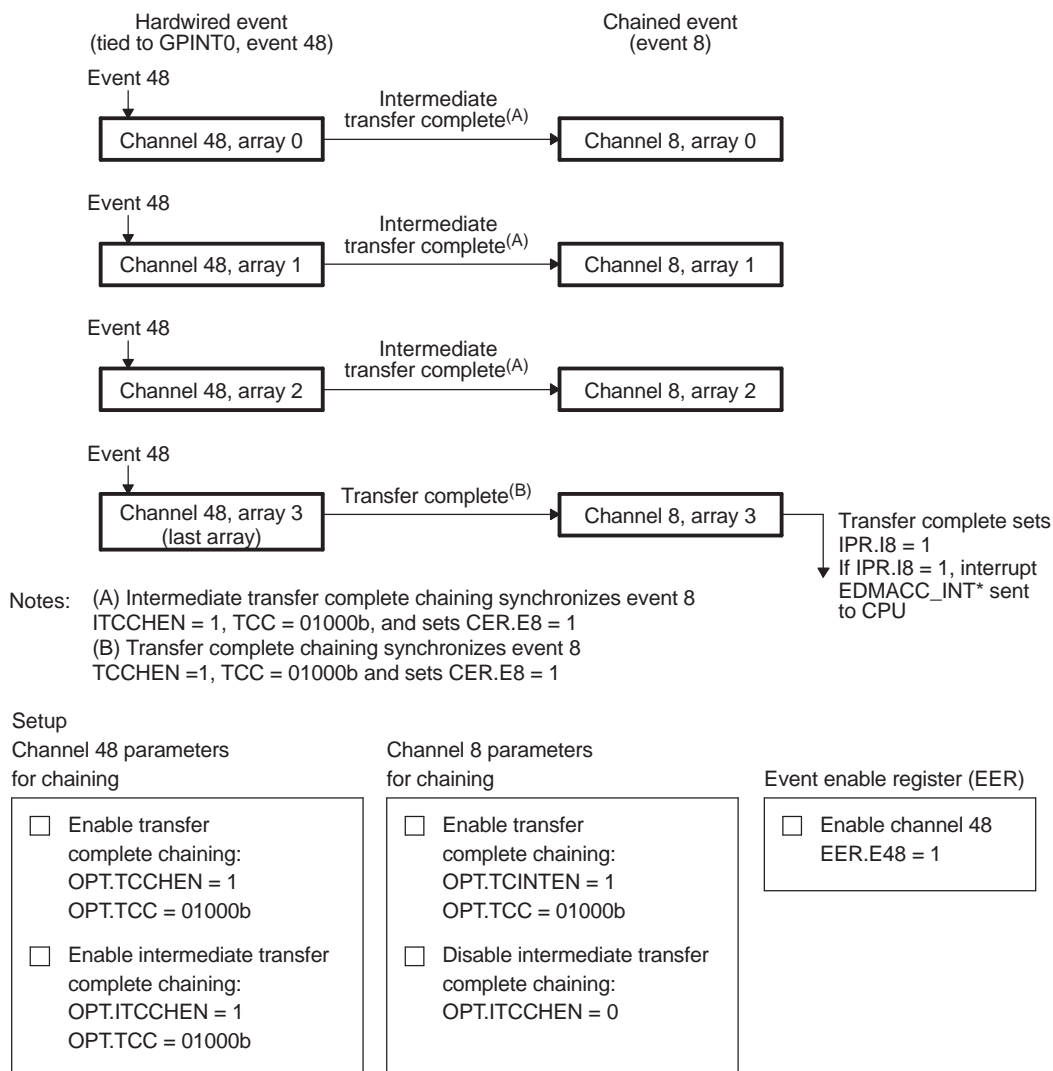 Hardwired event
(tied to GPINT0, event 48)
Chained event
(event 8)
Event 48
Channel 48, array 0
Intermediate
transfer complete(A)
Channel 8, array 0
Event 48
Channel 48, array 1
Intermediate
transfer complete(A)
Channel 8, array 1
Event 48
Channel 48, array 2
Intermediate
transfer complete(A)
Channel 8, array 2
Event 48
Channel 48, array 3
(last array)
Transfer complete(B)
Channel 8, array 3
Transfer complete sets
IPR.I8 = 1
If IPR.I8 = 1, interrupt
EDMACC_INT* sent
to CPU
Notes: (A) Intermediate transfer complete chaining synchronizes event 8
ITCCHEN = 1, TCC = 01000b, and sets CER.E8 = 1
(B) Transfer complete chaining synchronizes event 8
TCCHEN =1, TCC = 01000b and sets CER.E8 = 1
Setup
Channel 48 parameters
for chaining
Enable transfer
complete chaining:
OPT.TCCHEN = 1
OPT.TCC = 01000b
Enable intermediate transfer
complete chaining:
OPT.ITCCHEN = 1
OPT.TCC = 01000b
Channel 8 parameters
for chaining
Enable transfer
complete chaining:
OPT.TCINTEN = 1
OPT.TCC = 01000b
Disable intermediate transfer
complete chaining:
OPT.ITCCHEN = 0
Event enable register (EER)
Enable channel 48
EER.E48 = 1